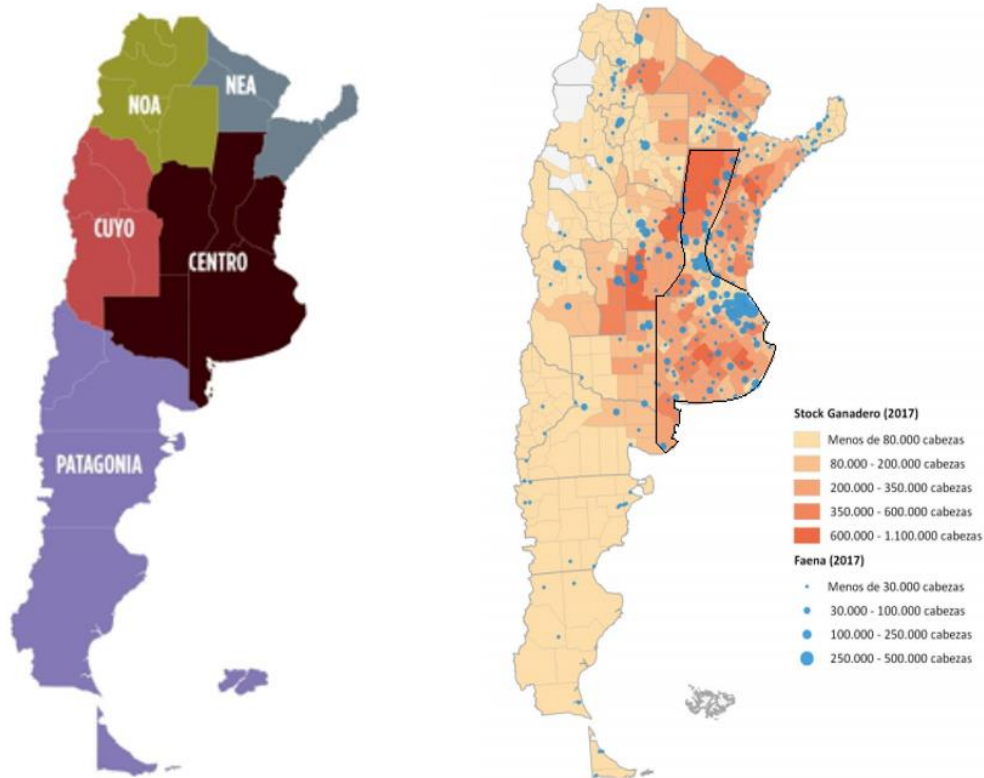 NOA
NEA
CUYO
CENTRO
PATAGONIA
Stock Ganadero (2017)
Menos de 80.000 cabezas
80.000 - 200.000 cabezas
200.000 - 350.000 cabezas
350.000 - 600.000 cabezas
600.000 - 1.100.000 cabezas
Faena (2017)
Menos de 30.000 cabezas
30.000 - 100.000 cabezas
100.000 - 250.000 cabezas
250.000 - 500.000 cabezas